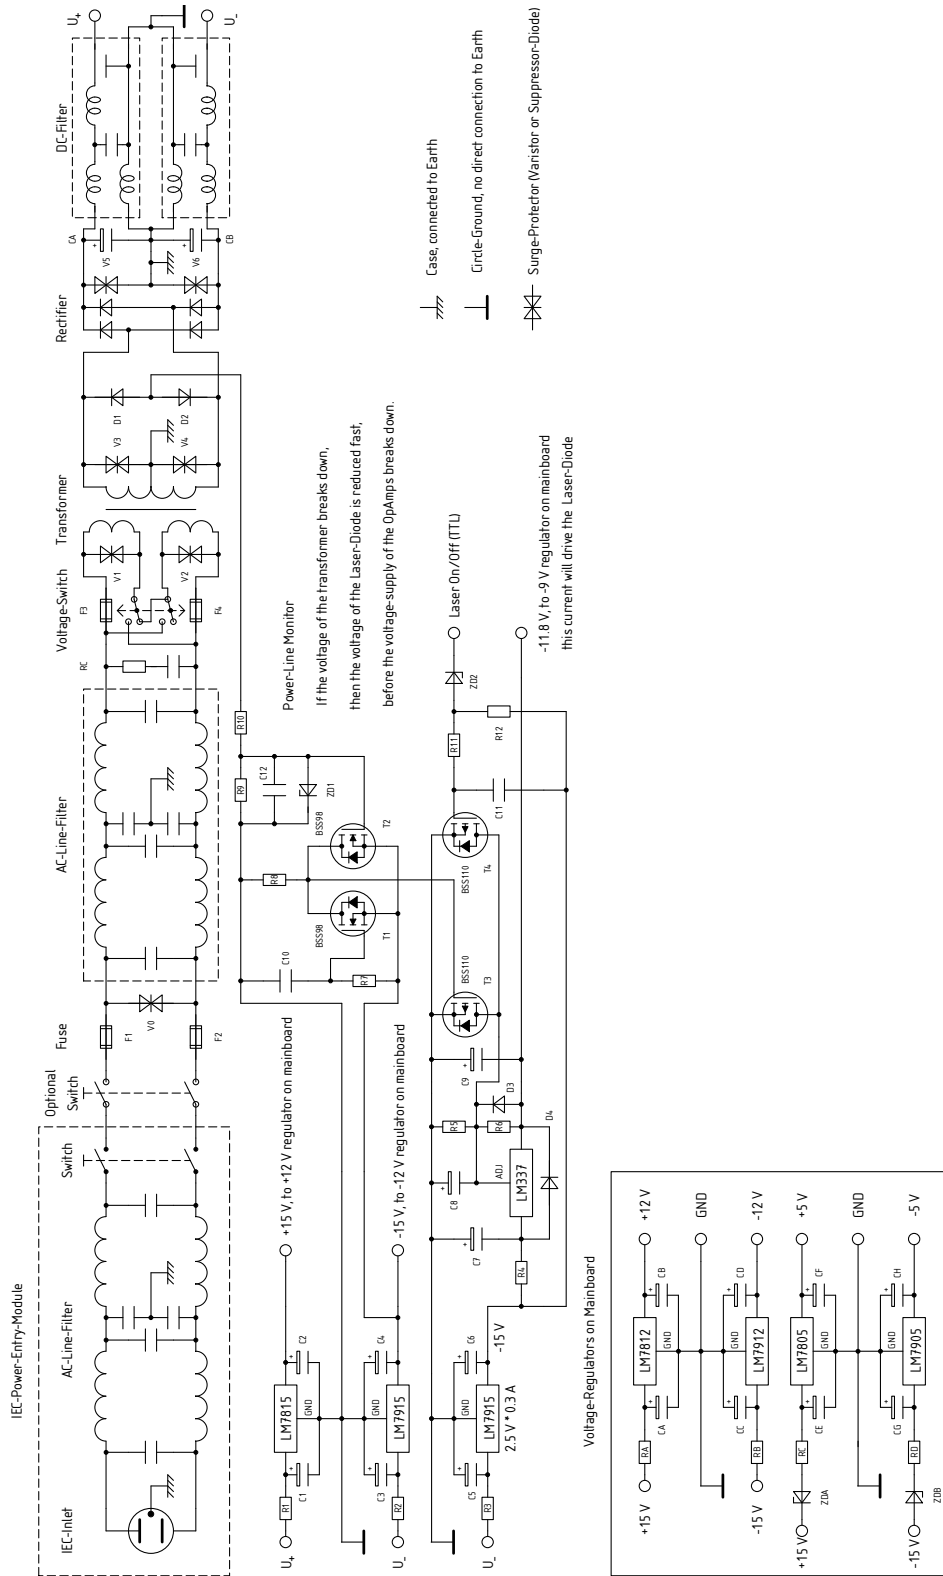 IEC-Power-Entry-Module
IEC-Inlet
AC-Line-Filter
Switch
Optional
Switch
Fuse
F1
F2
V0
AC-Line-Filter
RC
Voltage-Switch
F3
F4
V1
V2
Transformer
V3
V4
D1
D2
Rectifier
V5
V6
CA
CB
+
+
DC-Filter
U+
U-
Power-Line Monitor
If the voltage of the transformer breaks down,
then the voltage of the Laser-Diode is reduced fast,
before the voltage-supply of the OpAmps breaks down.
R10
R9
C12
ZD1
R8
BSS98
T2
BSS98
T1
C10
R7
U+
R1
C1
+
LM7815
GND
C2
+
+15 V, to +12 V regulator on mainboard
U-
R2
C3
+
LM7915
GND
C4
+
-15 V, to -12 V regulator on mainboard
U-
R3
C5
+
LM7915
GND
C6
+
-15 V
2.5 V * 0.3 A
R4
C7
+
C8
+
ADJ
LM337
R5
R6
D3
D4
C9
+
BSS110
T3
BSS110
T4
C11
R11
R12
ZD2
Laser On/Off (TTL)
-11.8 V, to -9 V regulator on mainboard
this current will drive the Laser-Diode
Case, connected to Earth
Circle-Ground, no direct connection to Earth
Surge-Protector (Varistor or Suppressor-Diode)
Voltage-Regulators on Mainboard
+15 V
RA
CA
+
LM7812
GND
CB
+
+12 V
GND
-15 V
RB
CC
+
LM7912
GND
CD
+
-12 V
+15 V
ZDA
RC
CE
+
LM7805
GND
CF
+
+5 V
GND
-15 V
ZDB
RD
CG
+
LM7905
GND
CH
+
-5 V